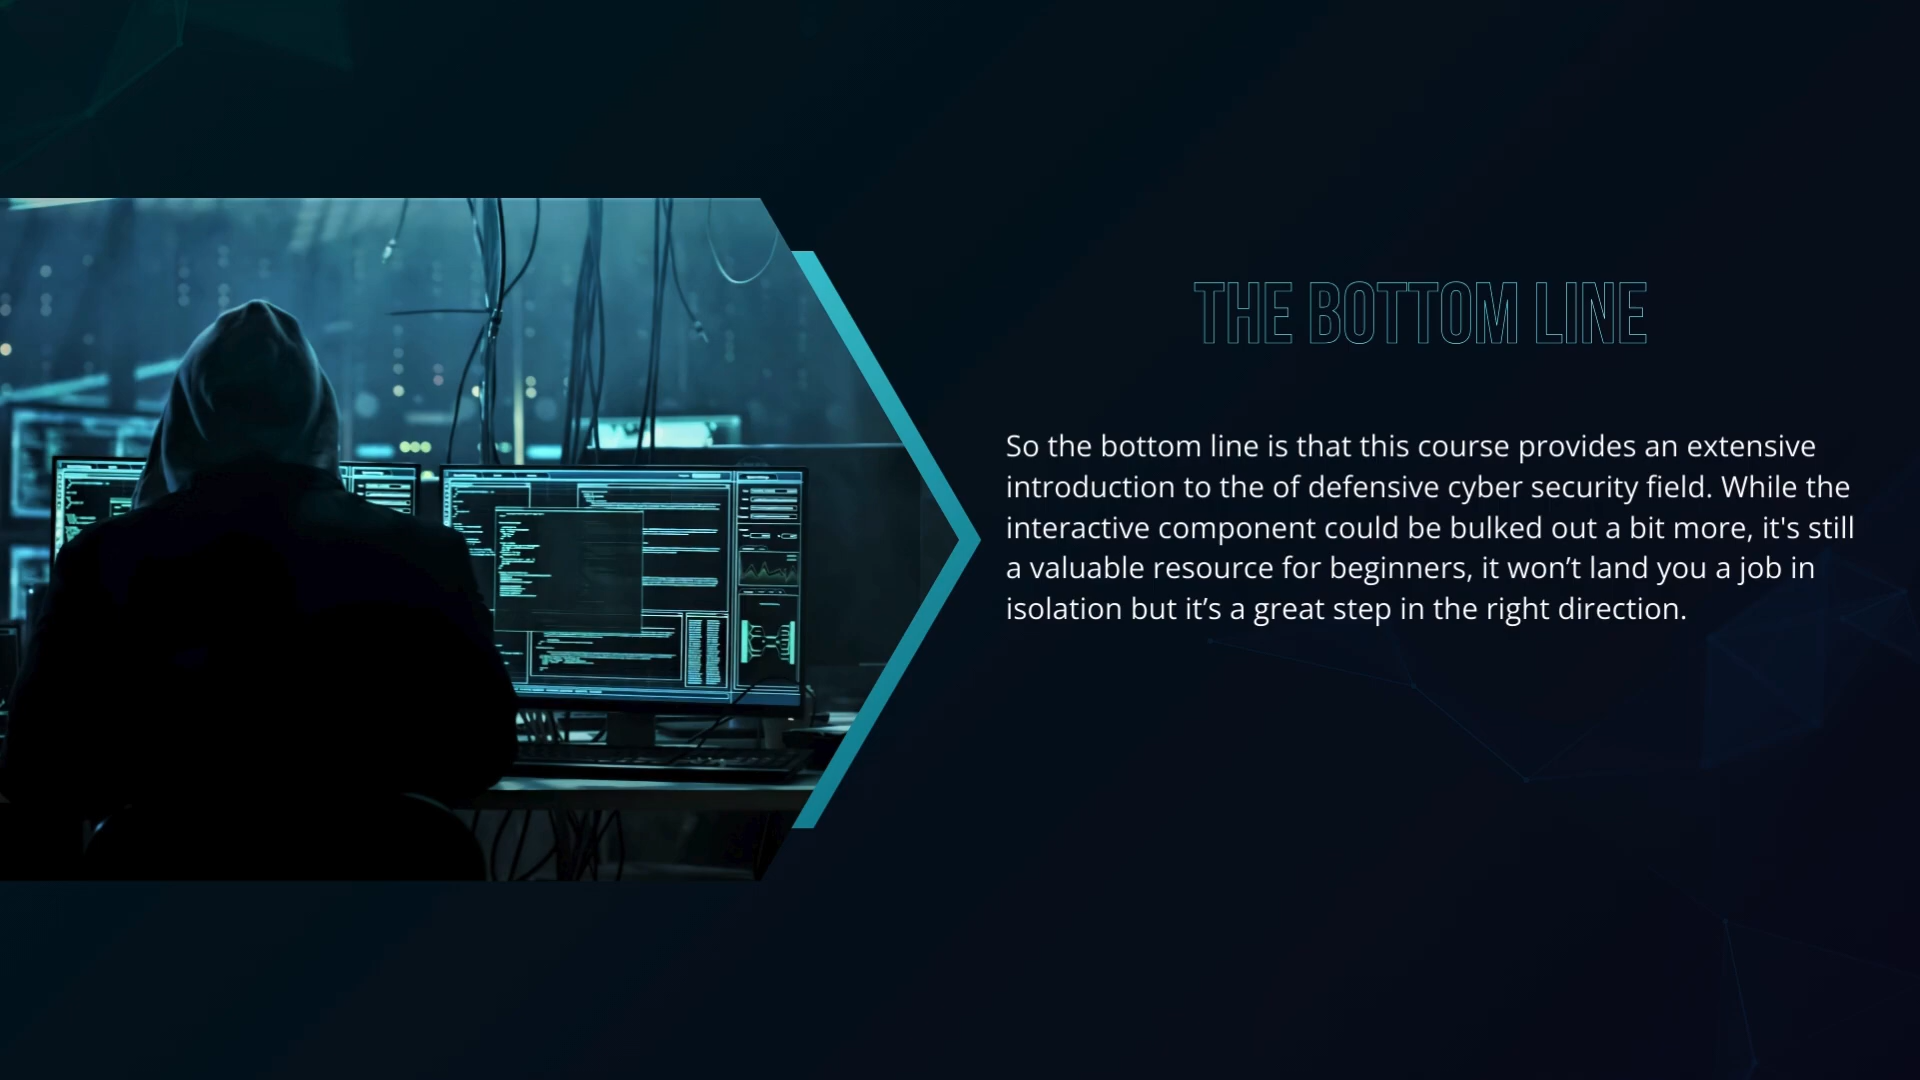 THE BOTTOM LINE
So the bottom line is that this course provides an extensive
introduction to the of defensive cyber security field. While the
interactive component could be bulked out a bit more, it's still
a valuable resource for beginners, it won’t land you a job in
isolation but it’s a great step in the right direction.